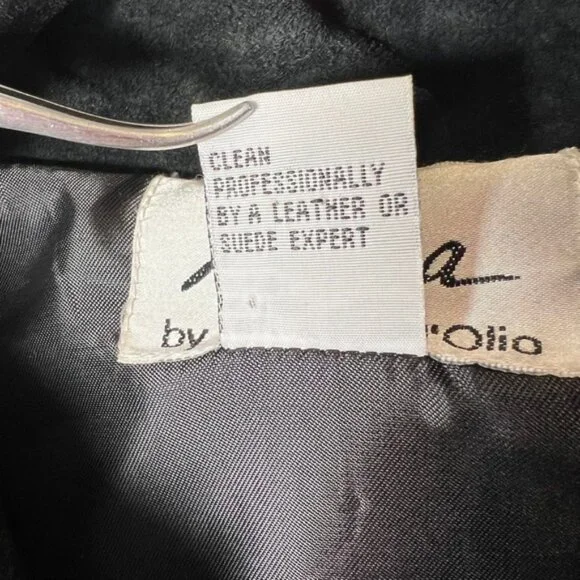 CLEAN
PROFESSIONALLY
BY A LEATHER OR
SUEDE EXPERT
by
'Olio